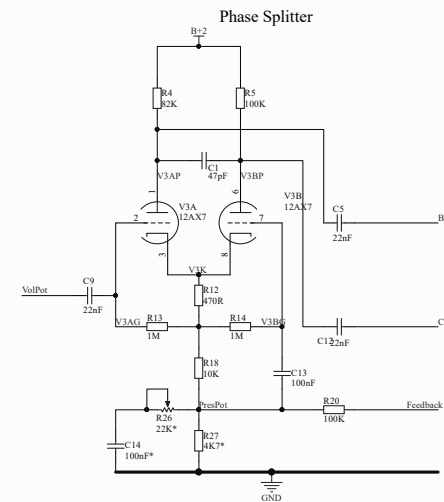 Phase Splitter
B+2
R4
82K
R5
100K
C1
47pF
V3AP
V3BP
1
6
V3A
12AX7
V3B
12AX7
2
7
3
8
C5
22nF
B
V3K
C9
22nF
VolPot
R12
470R
V3AG
R13
1M
R14
1M
V3BG
C12
22nF
C
R18
10K
C13
100nF
R26
22K*
PresPot
R20
100K
Feedback
C14
100nF*
R27
4K7*
GND